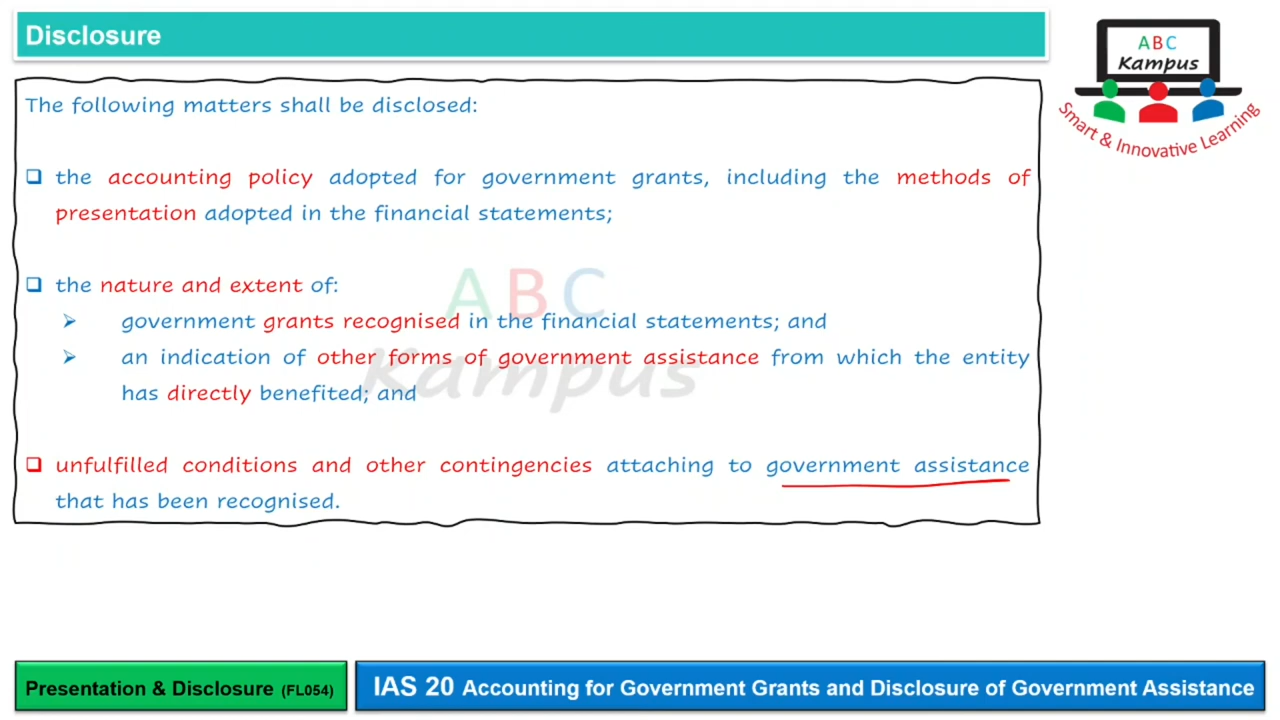 Disclosure
ABC
Kampus
Smart & Innovative Learning
The following matters shall be disclosed:
the accounting policy adopted for government grants, including the methods of
presentation adopted in the financial statements;
the nature and extent of:
government grants recognised in the financial statements; and
an indication of other forms of government assistance from which the entity
has directly benefited; and
unfulfilled conditions and other contingencies attaching to government assistance
that has been recognised.
ABC
Kampus
Presentation & Disclosure (FL054)
IAS 20 Accounting for Government Grants and Disclosure of Government Assistance